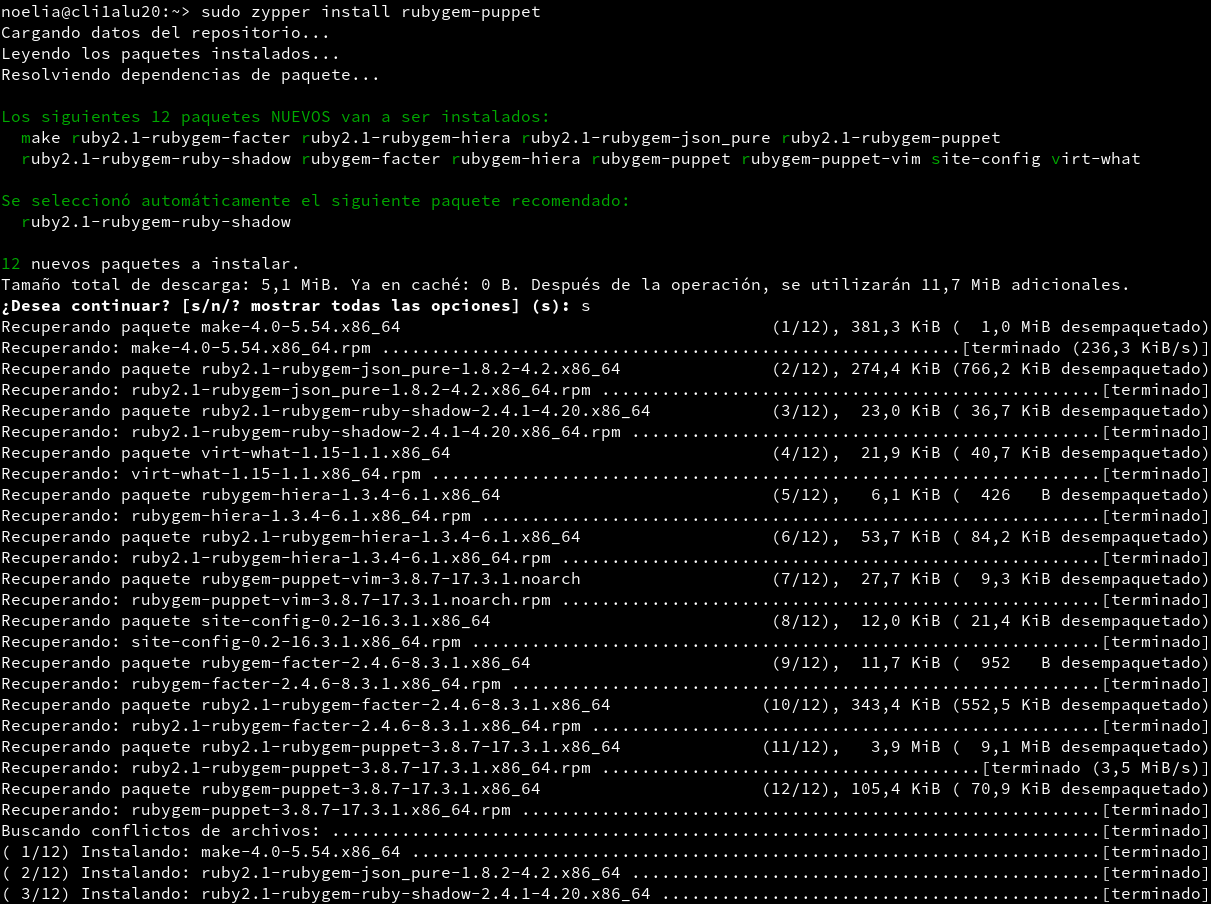 noelia@cli1alu20:~> sudo zypper install rubygem-puppet
Cargando datos del repositorio...
Leyendo los paquetes instalados...
Resolviendo dependencias de paquete...
Los siguientes 12 paquetes NUEVOS van a ser instalados:
make ruby2.1-rubygem-facter ruby2.1-rubygem-hiera ruby2.1-rubygem-json_pure ruby2.1-rubygem-puppet
ruby2.1-rubygem-ruby-shadow rubygem-facter rubygem-hiera rubygem-puppet rubygem-puppet-vim site-config virt-what
Se seleccionó automáticamente el siguiente paquete recomendado:
ruby2.1-rubygem-ruby-shadow
12 nuevos paquetes a instalar.
Tamaño total de descarga: 5,1 MiB. Ya en caché: 0 B. Después de la operación, se utilizarán 11,7 MiB adicionales.
¿Desea continuar? [s/n/? mostrar todas las opciones] (s): s
Recuperando paquete make-4.0-5.54.x86_64 (1/12), 381,3 KiB (  1,0 MiB desempaquetado)
Recuperando: make-4.0-5.54.x86_64.rpm ..........................................................[terminado (236,3 KiB/s)]
Recuperando paquete ruby2.1-rubygem-json_pure-1.8.2-4.2.x86_64 (2/12), 274,4 KiB (766,2 KiB desempaquetado)
Recuperando: ruby2.1-rubygem-json_pure-1.8.2-4.2.x86_64.rpm ..................................................[terminado]
Recuperando paquete ruby2.1-rubygem-ruby-shadow-2.4.1-4.20.x86_64 (3/12),  23,0 KiB ( 36,7 KiB desempaquetado)
Recuperando: ruby2.1-rubygem-ruby-shadow-2.4.1-4.20.x86_64.rpm ...............................................[terminado]
Recuperando paquete virt-what-1.15-1.1.x86_64 (4/12),  21,9 KiB ( 40,7 KiB desempaquetado)
Recuperando: virt-what-1.15-1.1.x86_64.rpm ...................................................................[terminado]
Recuperando paquete rubygem-hiera-1.3.4-6.1.x86_64 (5/12),   6,1 KiB (  426   B desempaquetado)
Recuperando: rubygem-hiera-1.3.4-6.1.x86_64.rpm ..............................................................[terminado]
Recuperando paquete ruby2.1-rubygem-hiera-1.3.4-6.1.x86_64 (6/12),  53,7 KiB ( 84,2 KiB desempaquetado)
Recuperando: ruby2.1-rubygem-hiera-1.3.4-6.1.x86_64.rpm ......................................................[terminado]
Recuperando paquete rubygem-puppet-vim-3.8.7-17.3.1.noarch (7/12),  27,7 KiB (  9,3 KiB desempaquetado)
Recuperando: rubygem-puppet-vim-3.8.7-17.3.1.noarch.rpm ......................................................[terminado]
Recuperando paquete site-config-0.2-16.3.1.x86_64 (8/12),  12,0 KiB ( 21,4 KiB desempaquetado)
Recuperando: site-config-0.2-16.3.1.x86_64.rpm ...............................................................[terminado]
Recuperando paquete rubygem-facter-2.4.6-8.3.1.x86_64 (9/12),  11,7 KiB (  952   B desempaquetado)
Recuperando: rubygem-facter-2.4.6-8.3.1.x86_64.rpm ...........................................................[terminado]
Recuperando paquete ruby2.1-rubygem-facter-2.4.6-8.3.1.x86_64 (10/12), 343,4 KiB (552,5 KiB desempaquetado)
Recuperando: ruby2.1-rubygem-facter-2.4.6-8.3.1.x86_64.rpm ...................................................[terminado]
Recuperando paquete ruby2.1-rubygem-puppet-3.8.7-17.3.1.x86_64 (11/12),   3,9 MiB (  9,1 MiB desempaquetado)
Recuperando: ruby2.1-rubygem-puppet-3.8.7-17.3.1.x86_64.rpm ......................................[terminado (3,5 MiB/s)]
Recuperando paquete rubygem-puppet-3.8.7-17.3.1.x86_64 (12/12), 105,4 KiB ( 70,9 KiB desempaquetado)
Recuperando: rubygem-puppet-3.8.7-17.3.1.x86_64.rpm ..........................................................[terminado]
Buscando conflictos de archivos: .............................................................................[terminado]
( 1/12) Instalando: make-4.0-5.54.x86_64 .....................................................................[terminado]
( 2/12) Instalando: ruby2.1-rubygem-json_pure-1.8.2-4.2.x86_64 ...............................................[terminado]
( 3/12) Instalando: ruby2.1-rubygem-ruby-shadow-2.4.1-4.20.x86_64 ............................................[terminado]